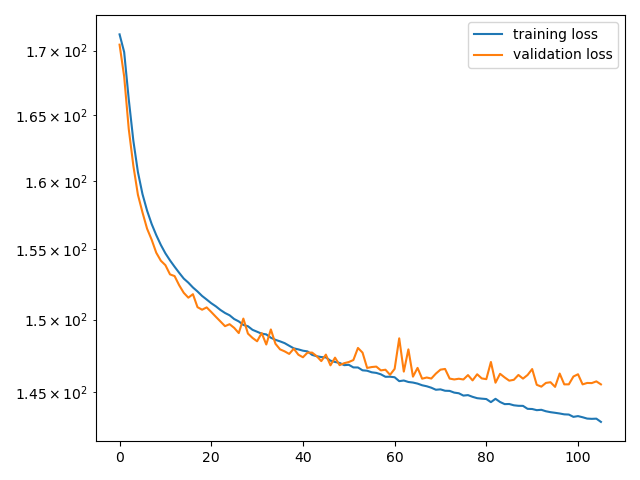 training loss
validation loss
1.7 × 10²
1.65 × 10²
1.6 × 10²
1.55 × 10²
1.5 × 10²
1.45 × 10²
0 20 40 60 80 100